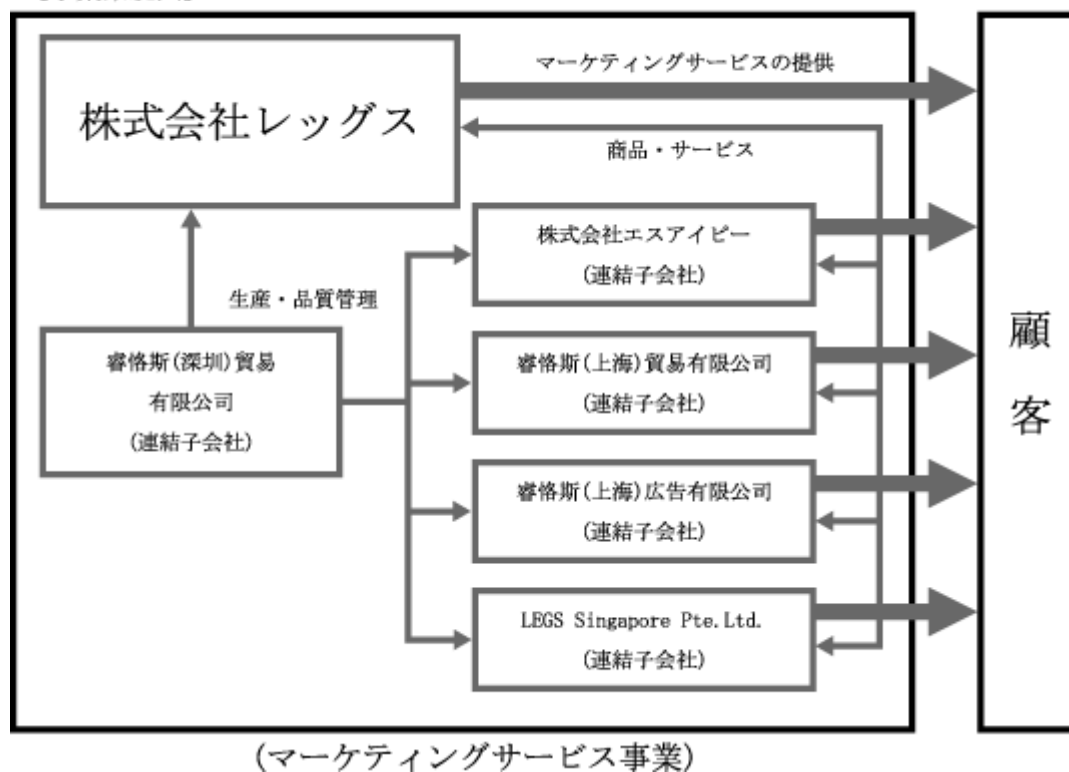 マーケティングサービスの提供
株式会社レッグス
商品・サービス
株式会社エスアイピー
(連結子会社)
生産・品質管理
睿恪斯(深圳)貿易
有限公司
(連結子会社)
睿恪斯(上海)貿易有限公司
(連結子会社)
睿恪斯(上海)広告有限公司
(連結子会社)
LEGS Singapore Pte.Ltd.
(連結子会社)
顧
客
(マーケティングサービス事業)